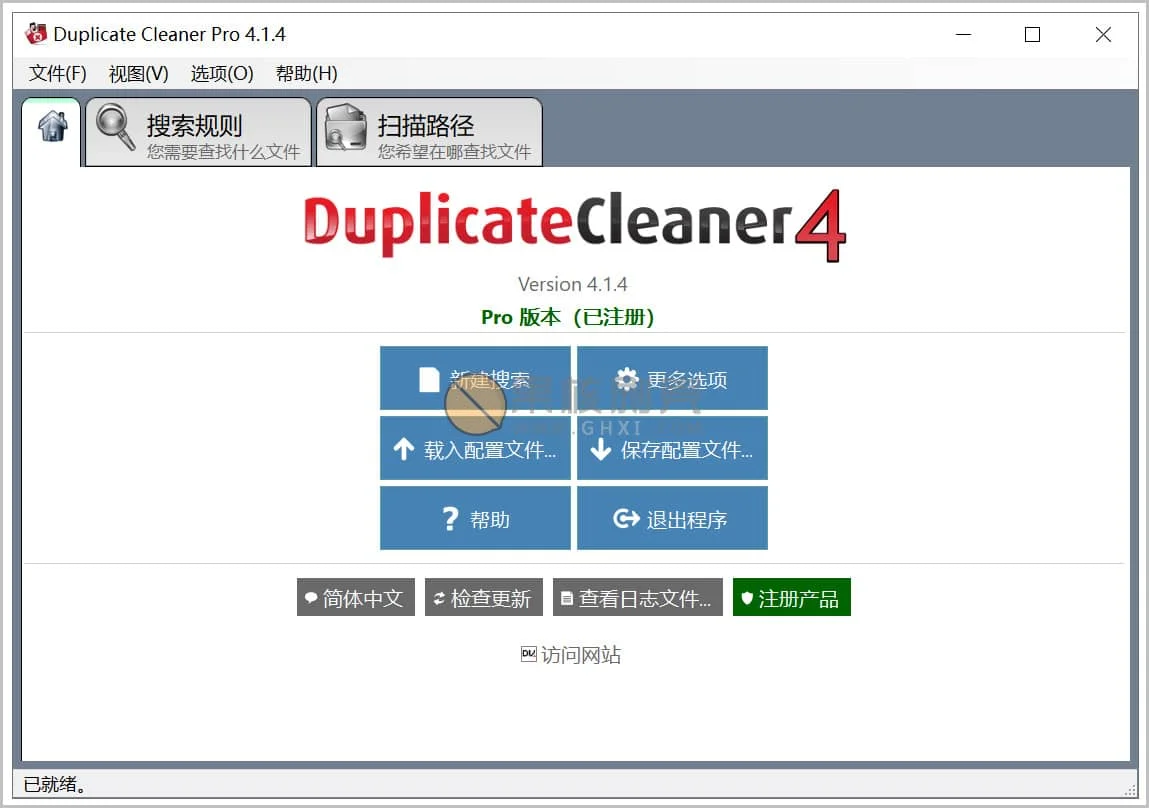 Duplicate Cleaner Pro 4.1.4
文件(F) 视图(V) 选项(O) 帮助(H)
搜索规则
您需要查找什么文件
扫描路径
您希望在哪查找文件
DuplicateCleaner4
Version 4.1.4
Pro 版本（已注册）
新建搜索
更多选项
载入配置文件...
保存配置文件...
? 帮助
退出程序
简体中文
检查更新
查看日志文件...
注册产品
访问网站
已就绪。